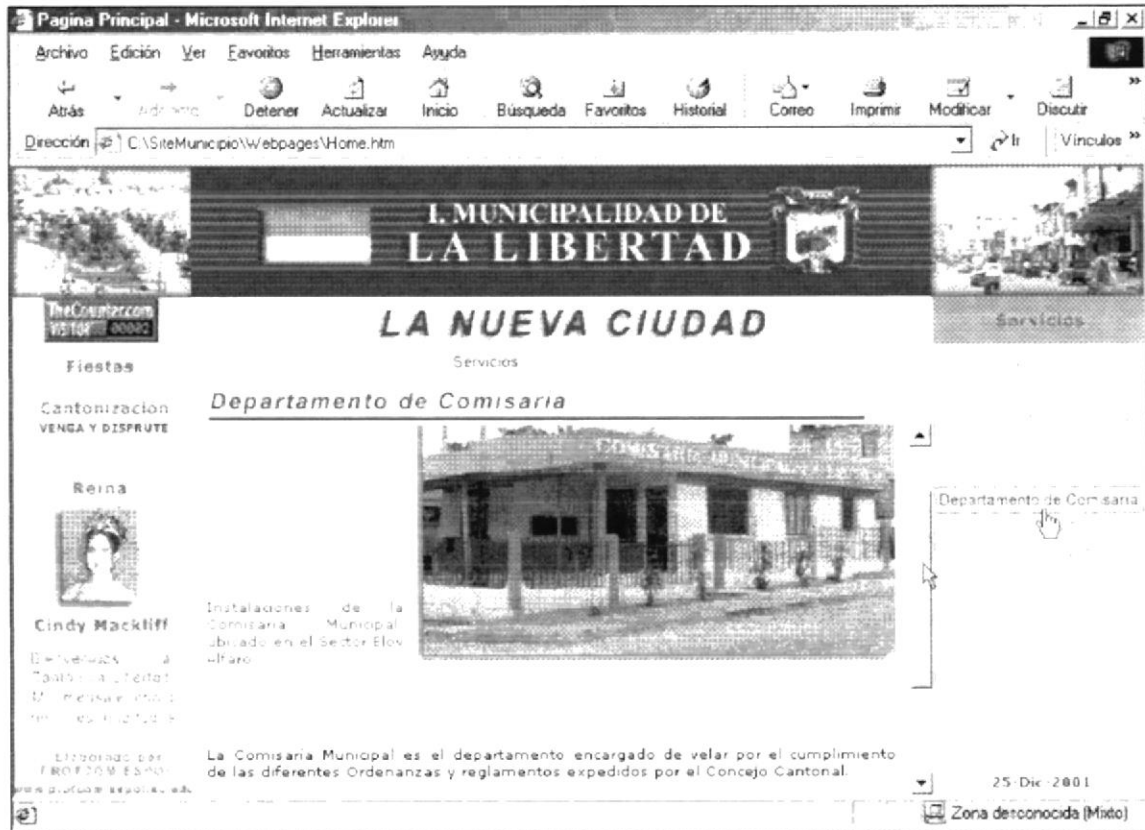 Pagina Principal - Microsoft Internet Explorer
Archivo Edición Ver Favoritos Herramientas Ayuda
Atrás Detener Actualizar Inicio Búsqueda Favoritos Historial Correo Imprimir Modificar Discutir
Dirección C:\SiteMunicipio\Webpages\Home.htm Ir Vínculos
I. MUNICIPALIDAD DE
LA LIBERTAD
TheCounter.com
LA NUEVA CIUDAD
Servicios
Servicios
Fiestas
Cantonizacion
VENGA Y DISFRUTE
Reina
Cindy Mackliff
Elaborado por
Departamento de Comisaria
Instalaciones de la
Comisaria Municipal,
ubicado en el Sector Eloy
Alfaro
La Comisaria Municipal es el departamento encargado de velar por el cumplimiento
de las diferentes Ordenanzas y reglamentos expedidos por el Concejo Cantonal.
Departamento de Comisaria
25-Dic-2001
Zona desconocida (Mixto)